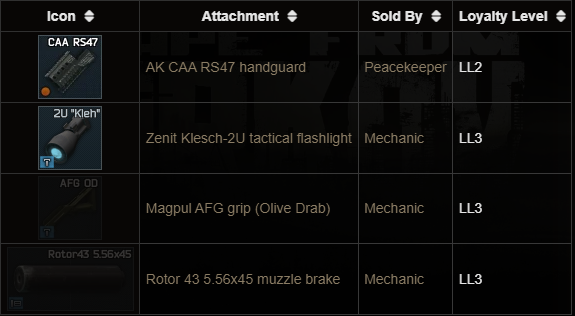 Icon Attachment Sold By Loyalty Level
CAA RS47 AK CAA RS47 handguard Peacekeeper LL2
2U "Kleh" Zenit Klesch-2U tactical flashlight Mechanic LL3
AFG OD Magpul AFG grip (Olive Drab) Mechanic LL3
Rotor43 5.56x45 Rotor 43 5.56x45 muzzle brake Mechanic LL3